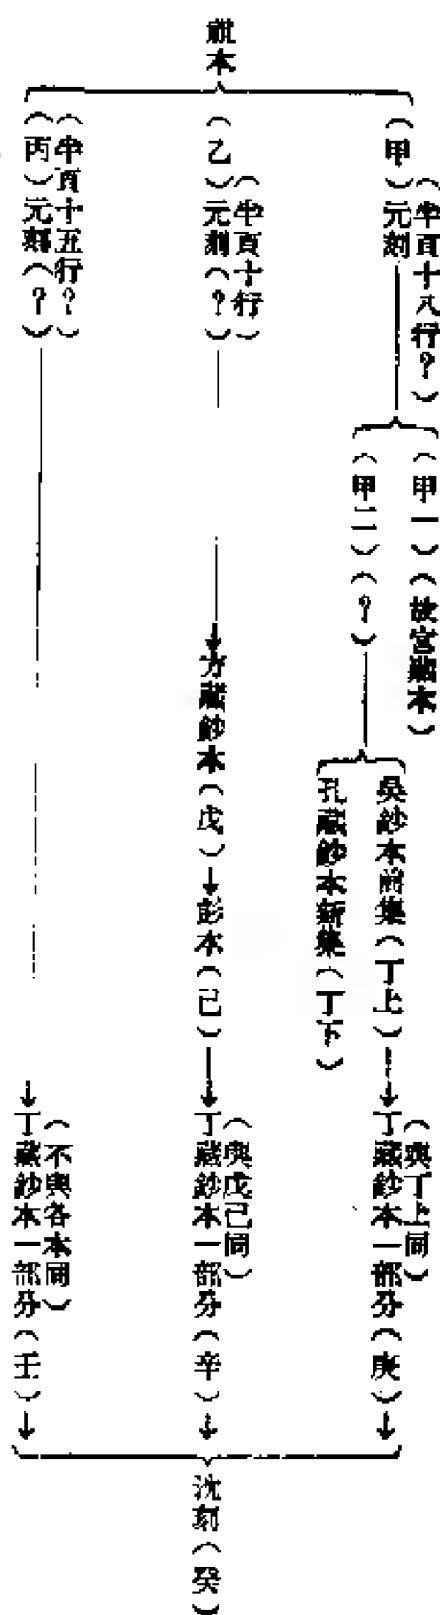 祖本
(半頁十八行?)
(甲)元刻
(甲一)(故宮藏本)
(甲二)(?)
吳鈔本前集(丁上)
孔藏鈔本新集(丁下)
(與丁上同)
丁藏鈔本一部分(庚)
(半頁十行)
(乙)元刻(?)
方藏鈔本(戊)
彭本(己)
(與戊己同)
丁藏鈔本一部分(辛)
(半頁十五行?)
(丙)元刻(?)
(不與各本同)
丁藏鈔本一部分(壬)
沈刻(癸)